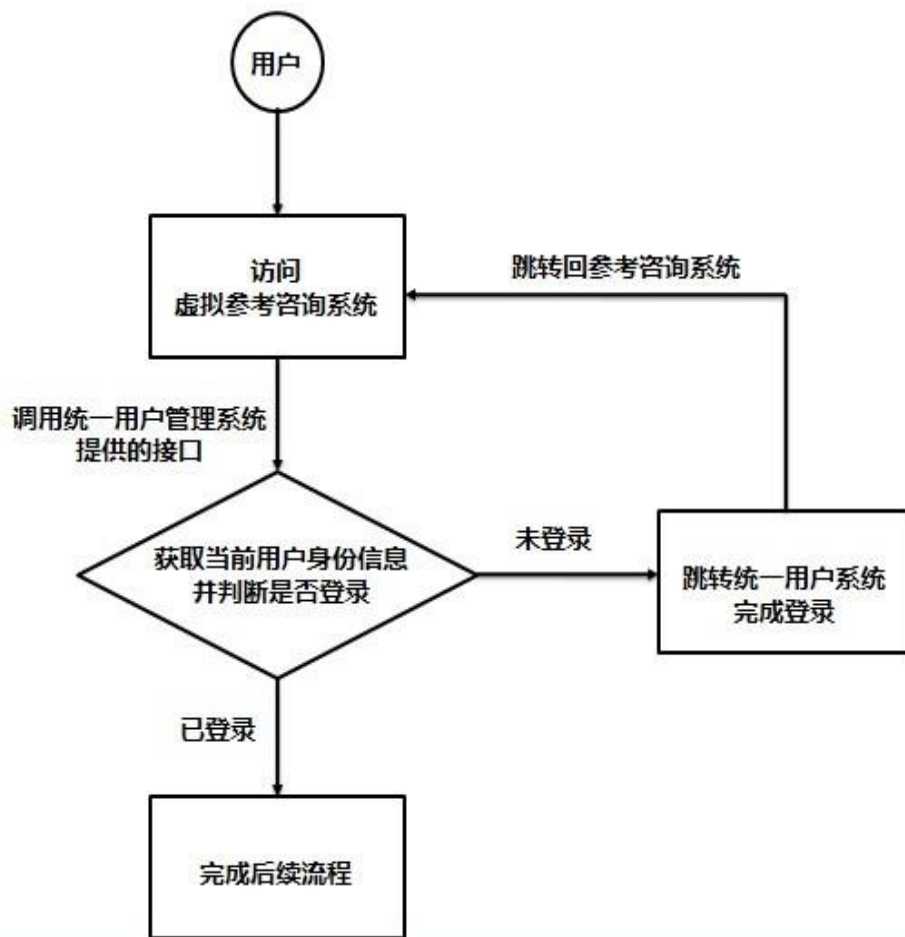 用户
访问
虚拟参考咨询系统
跳转回参考咨询系统
调用统一用户管理系统
提供的接口
获取当前用户身份信息
并判断是否登录
未登录
跳转统一用户系统
完成登录
已登录
完成后续流程